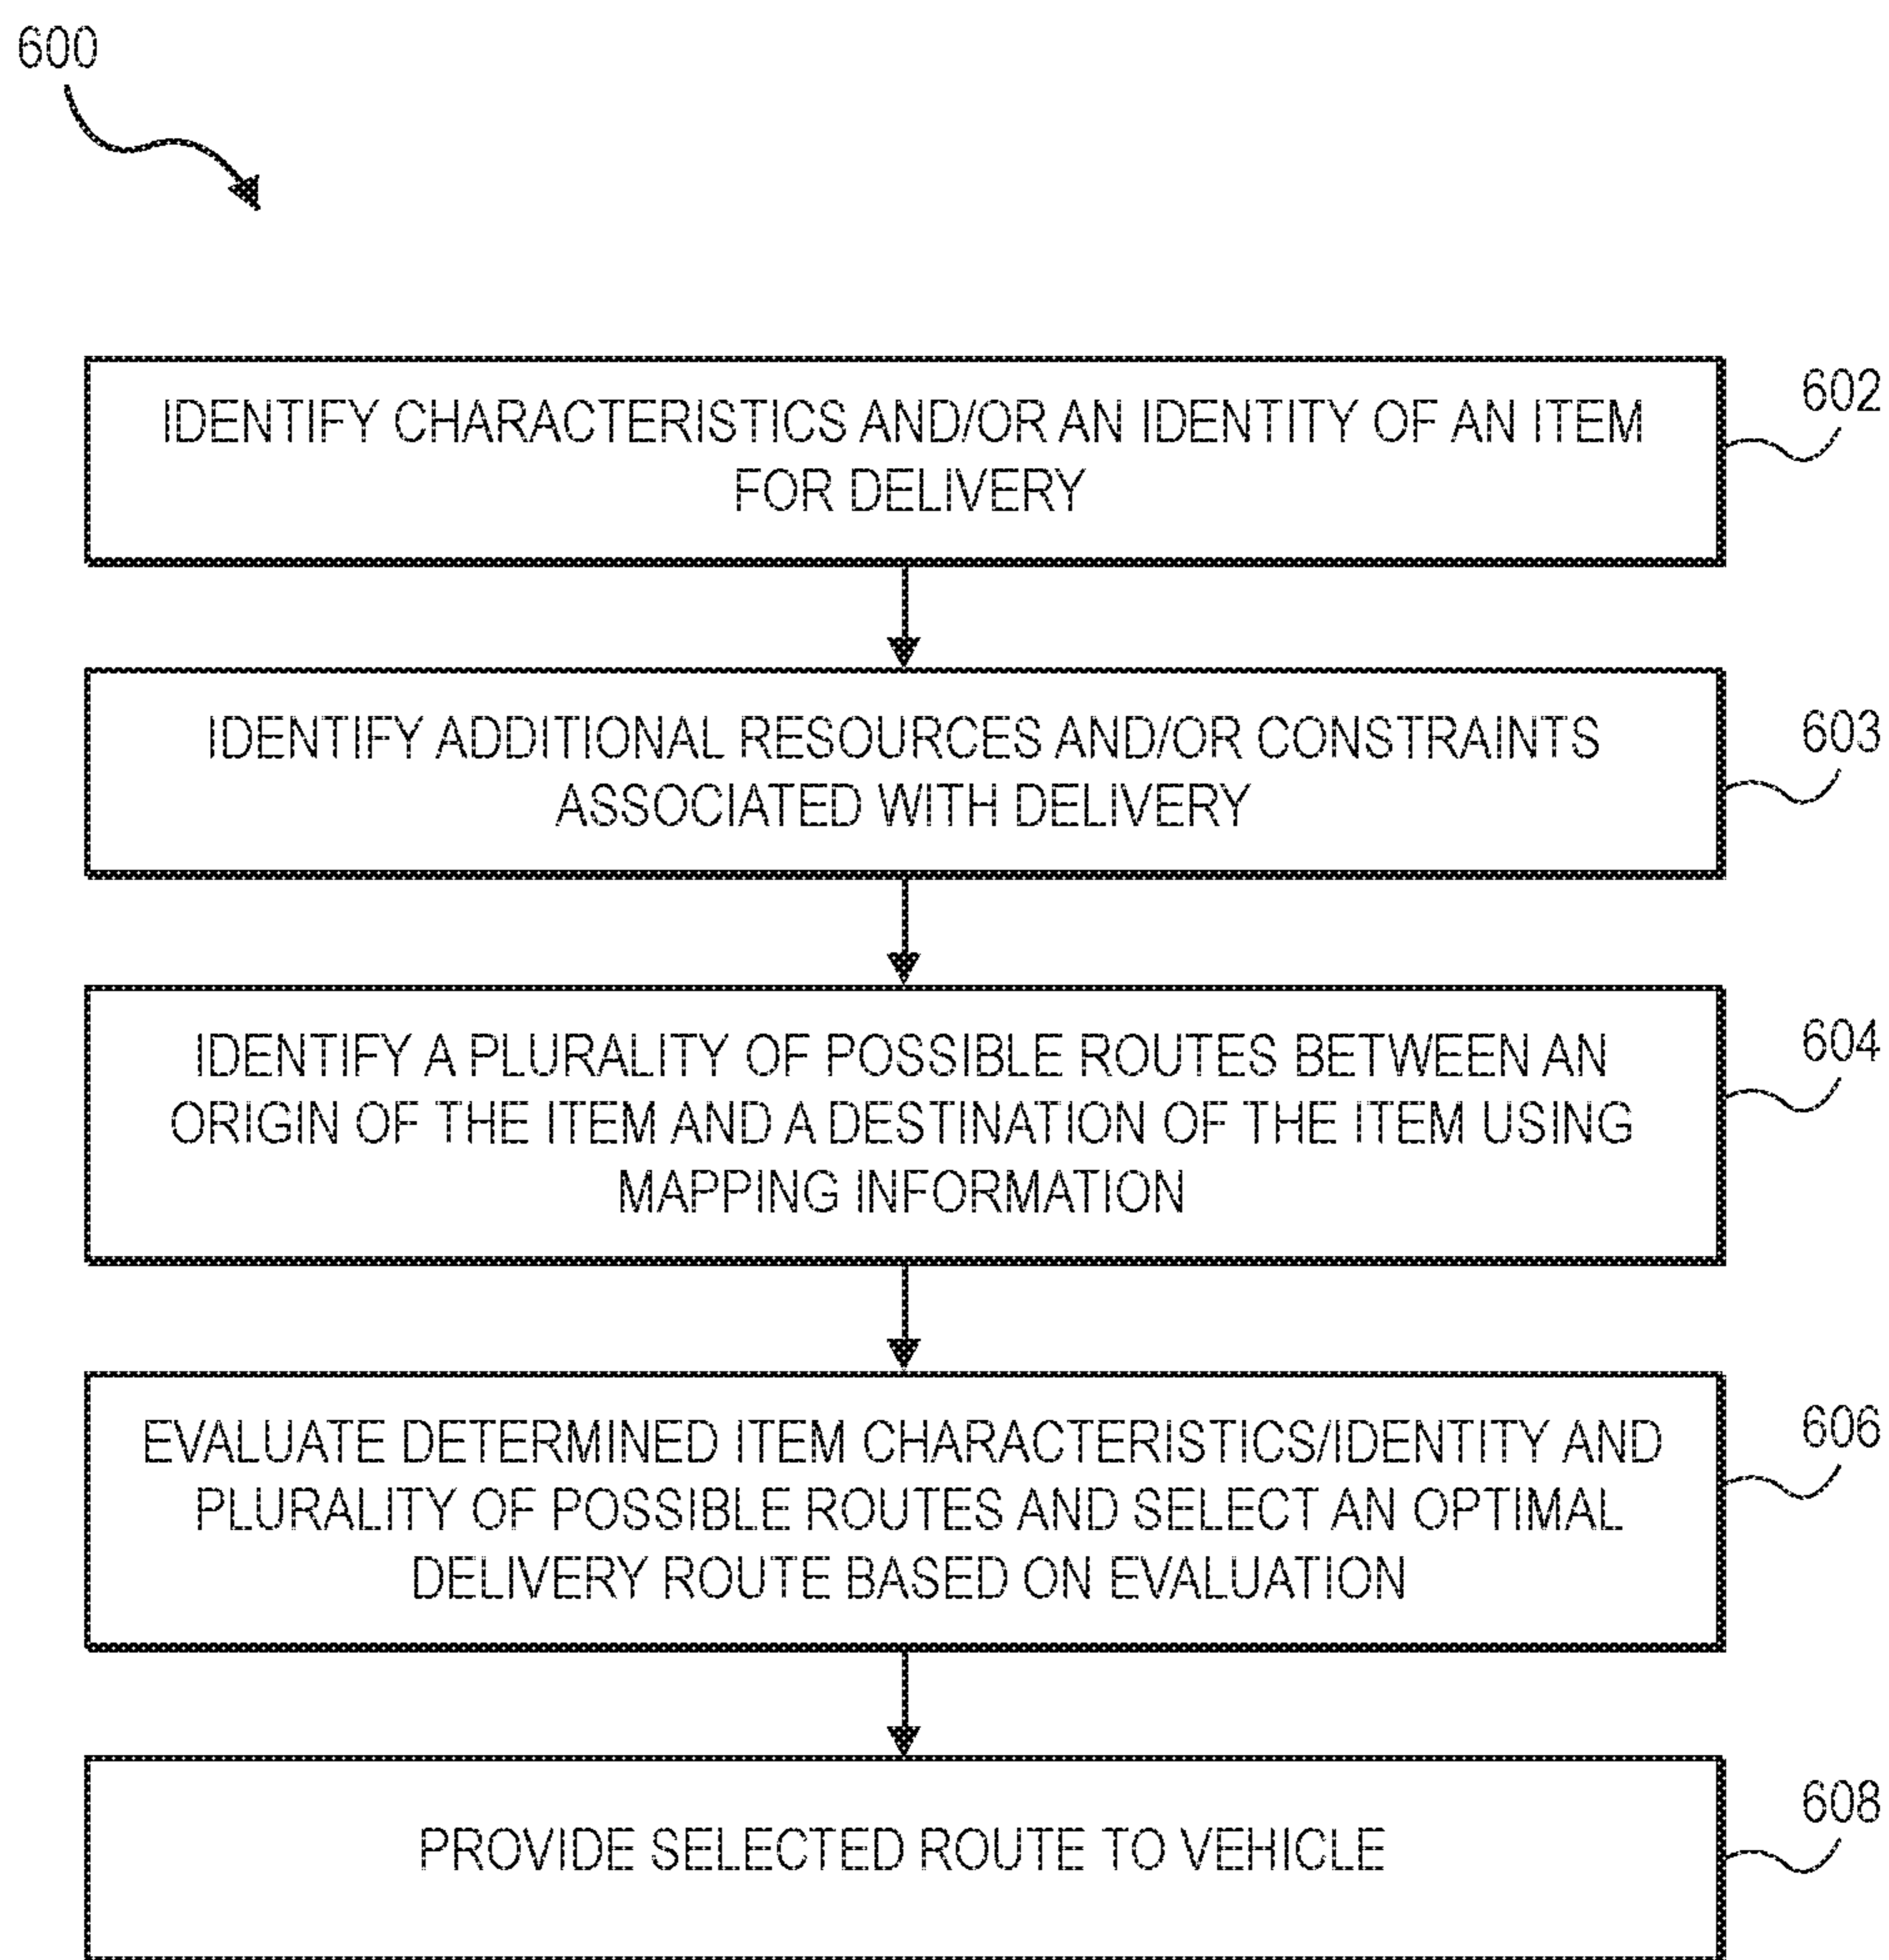 600
IDENTIFY CHARACTERISTICS AND/OR AN IDENTITY OF AN ITEM
FOR DELIVERY
602
IDENTIFY ADDITIONAL RESOURCES AND/OR CONSTRAINTS
ASSOCIATED WITH DELIVERY
603
IDENTIFY A PLURALITY OF POSSIBLE ROUTES BETWEEN AN
ORIGIN OF THE ITEM AND A DESTINATION OF THE ITEM USING
MAPPING INFORMATION
604
EVALUATE DETERMINED ITEM CHARACTERISTICS/IDENTITY AND
PLURALITY OF POSSIBLE ROUTES AND SELECT AN OPTIMAL
DELIVERY ROUTE BASED ON EVALUATION
606
PROVIDE SELECTED ROUTE TO VEHICLE
608